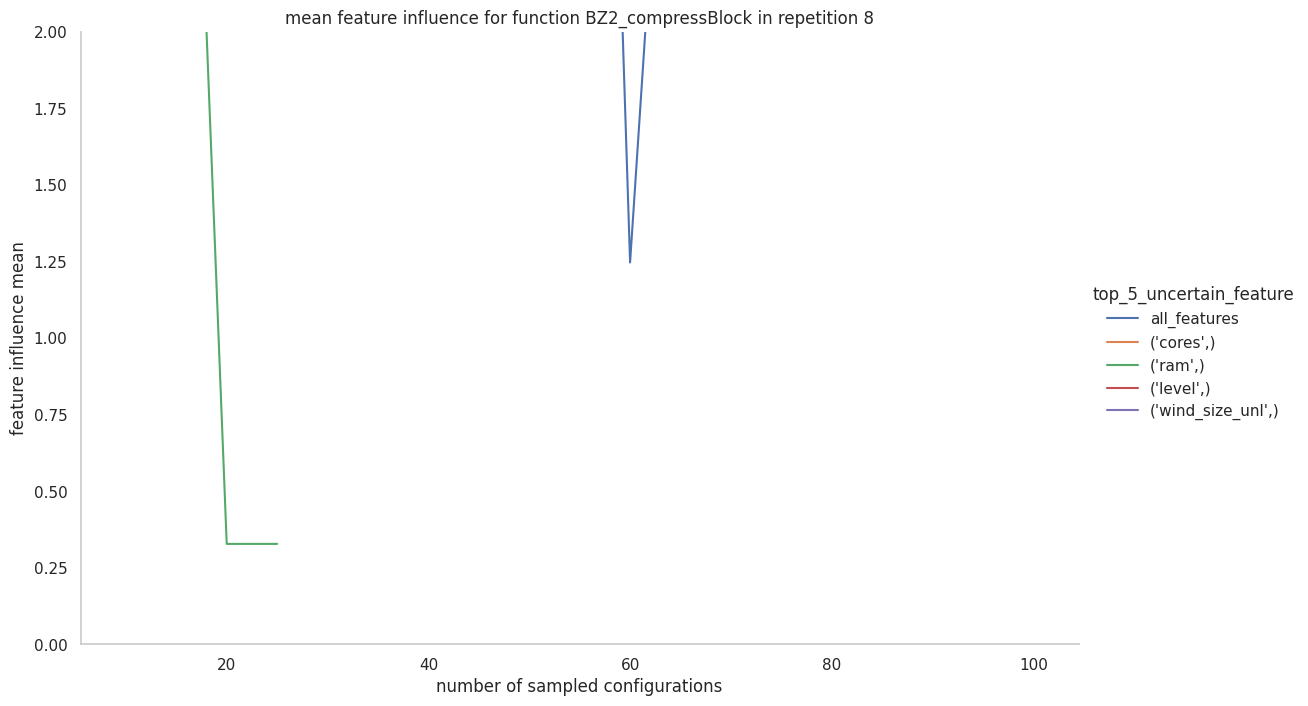 mean feature influence for function BZ2_compressBlock in repetition 8
2.00
1.75
1.50
1.25
1.00
0.75
0.50
0.25
0.00
feature influence mean
20
40
60
80
100
number of sampled configurations
top_5_uncertain_feature
all_features
('cores',)
('ram',)
('level',)
('wind_size_unl',)